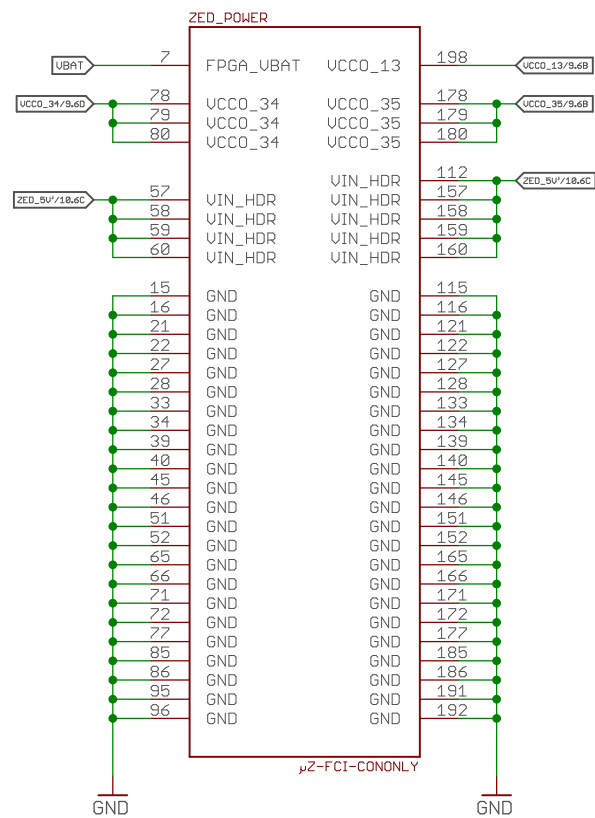 ZED_POWER
VBAT 7 FPGA_VBAT VCCO_13 198 VCCO_13/9.6B
VCCO_34/9.6D 78 VCCO_34 VCCO_35 178 VCCO_35/9.6B
79 VCCO_34 VCCO_35 179
80 VCCO_34 VCCO_35 180
VIN_HDR 112 ZED_5V'/10.6C
ZED_5V'/10.6C 57 VIN_HDR VIN_HDR 157
58 VIN_HDR VIN_HDR 158
59 VIN_HDR VIN_HDR 159
60 VIN_HDR VIN_HDR 160
15 GND GND 115
16 GND GND 116
21 GND GND 121
22 GND GND 122
27 GND GND 127
28 GND GND 128
33 GND GND 133
34 GND GND 134
39 GND GND 139
40 GND GND 140
45 GND GND 145
46 GND GND 146
51 GND GND 151
52 GND GND 152
65 GND GND 165
66 GND GND 166
71 GND GND 171
72 GND GND 172
77 GND GND 177
85 GND GND 185
86 GND GND 186
95 GND GND 191
96 GND GND 192
µZ-FCI-CONONLY
GND GND